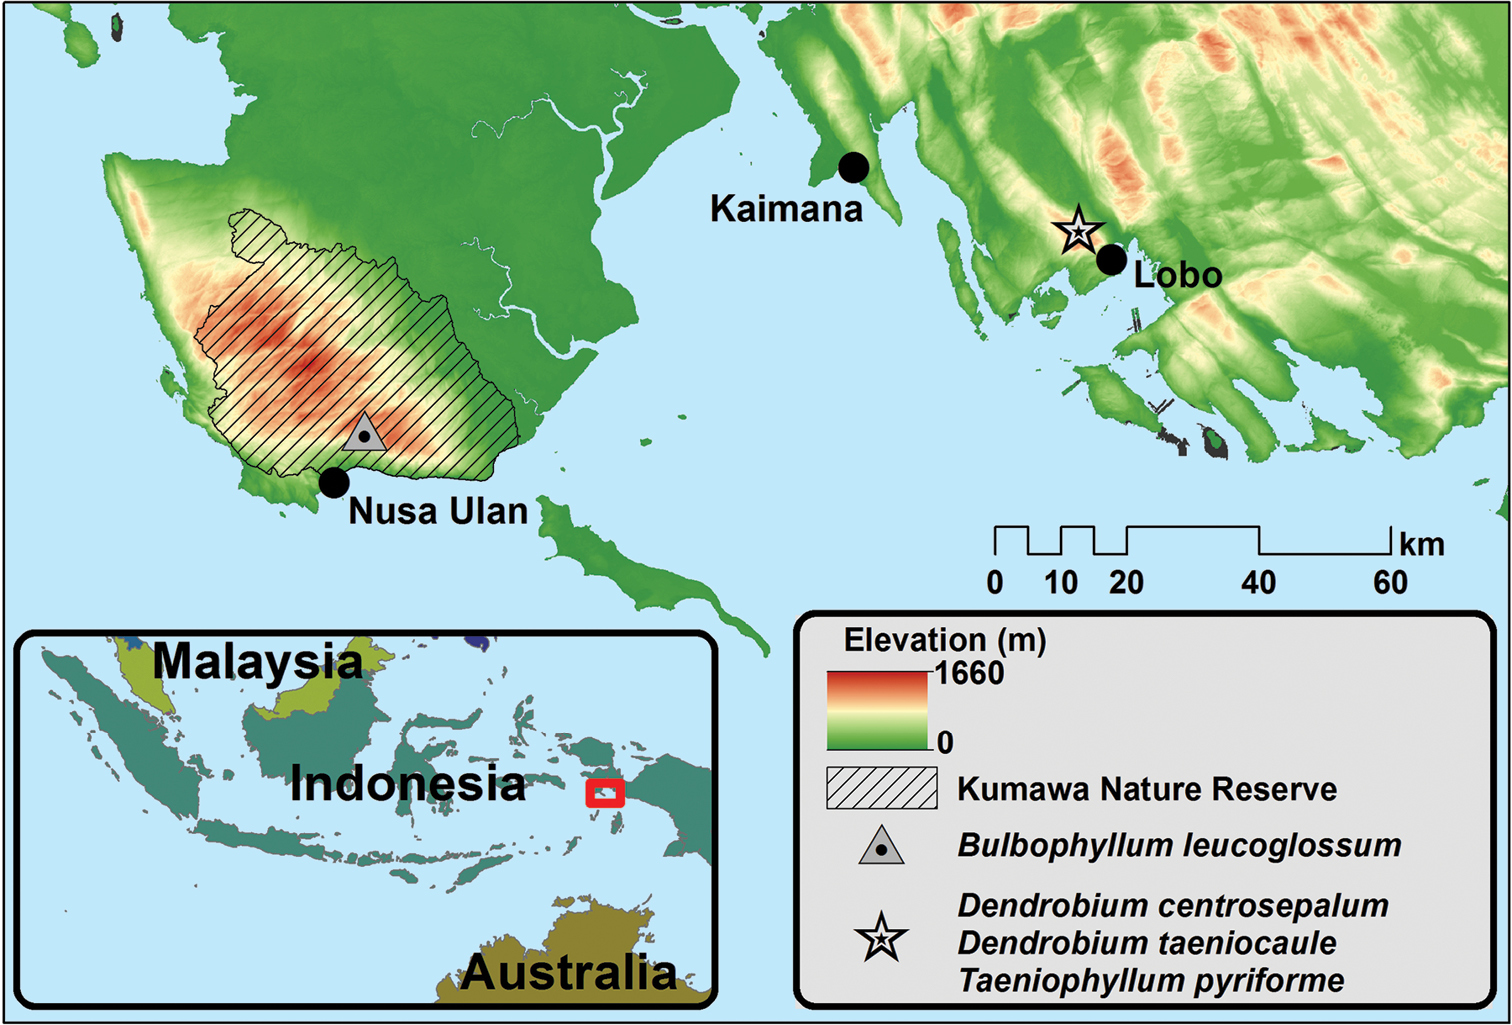 Kaimana
Lobo
Nusa Ulan
km
0 10 20 40 60
Malaysia
Indonesia
Australia
Elevation (m)
1660
0
Kumawa Nature Reserve
Bulbophyllum leucoglossum
Dendrobium centrosepalum
Dendrobium taeniocaule
Taeniophyllum pyriforme